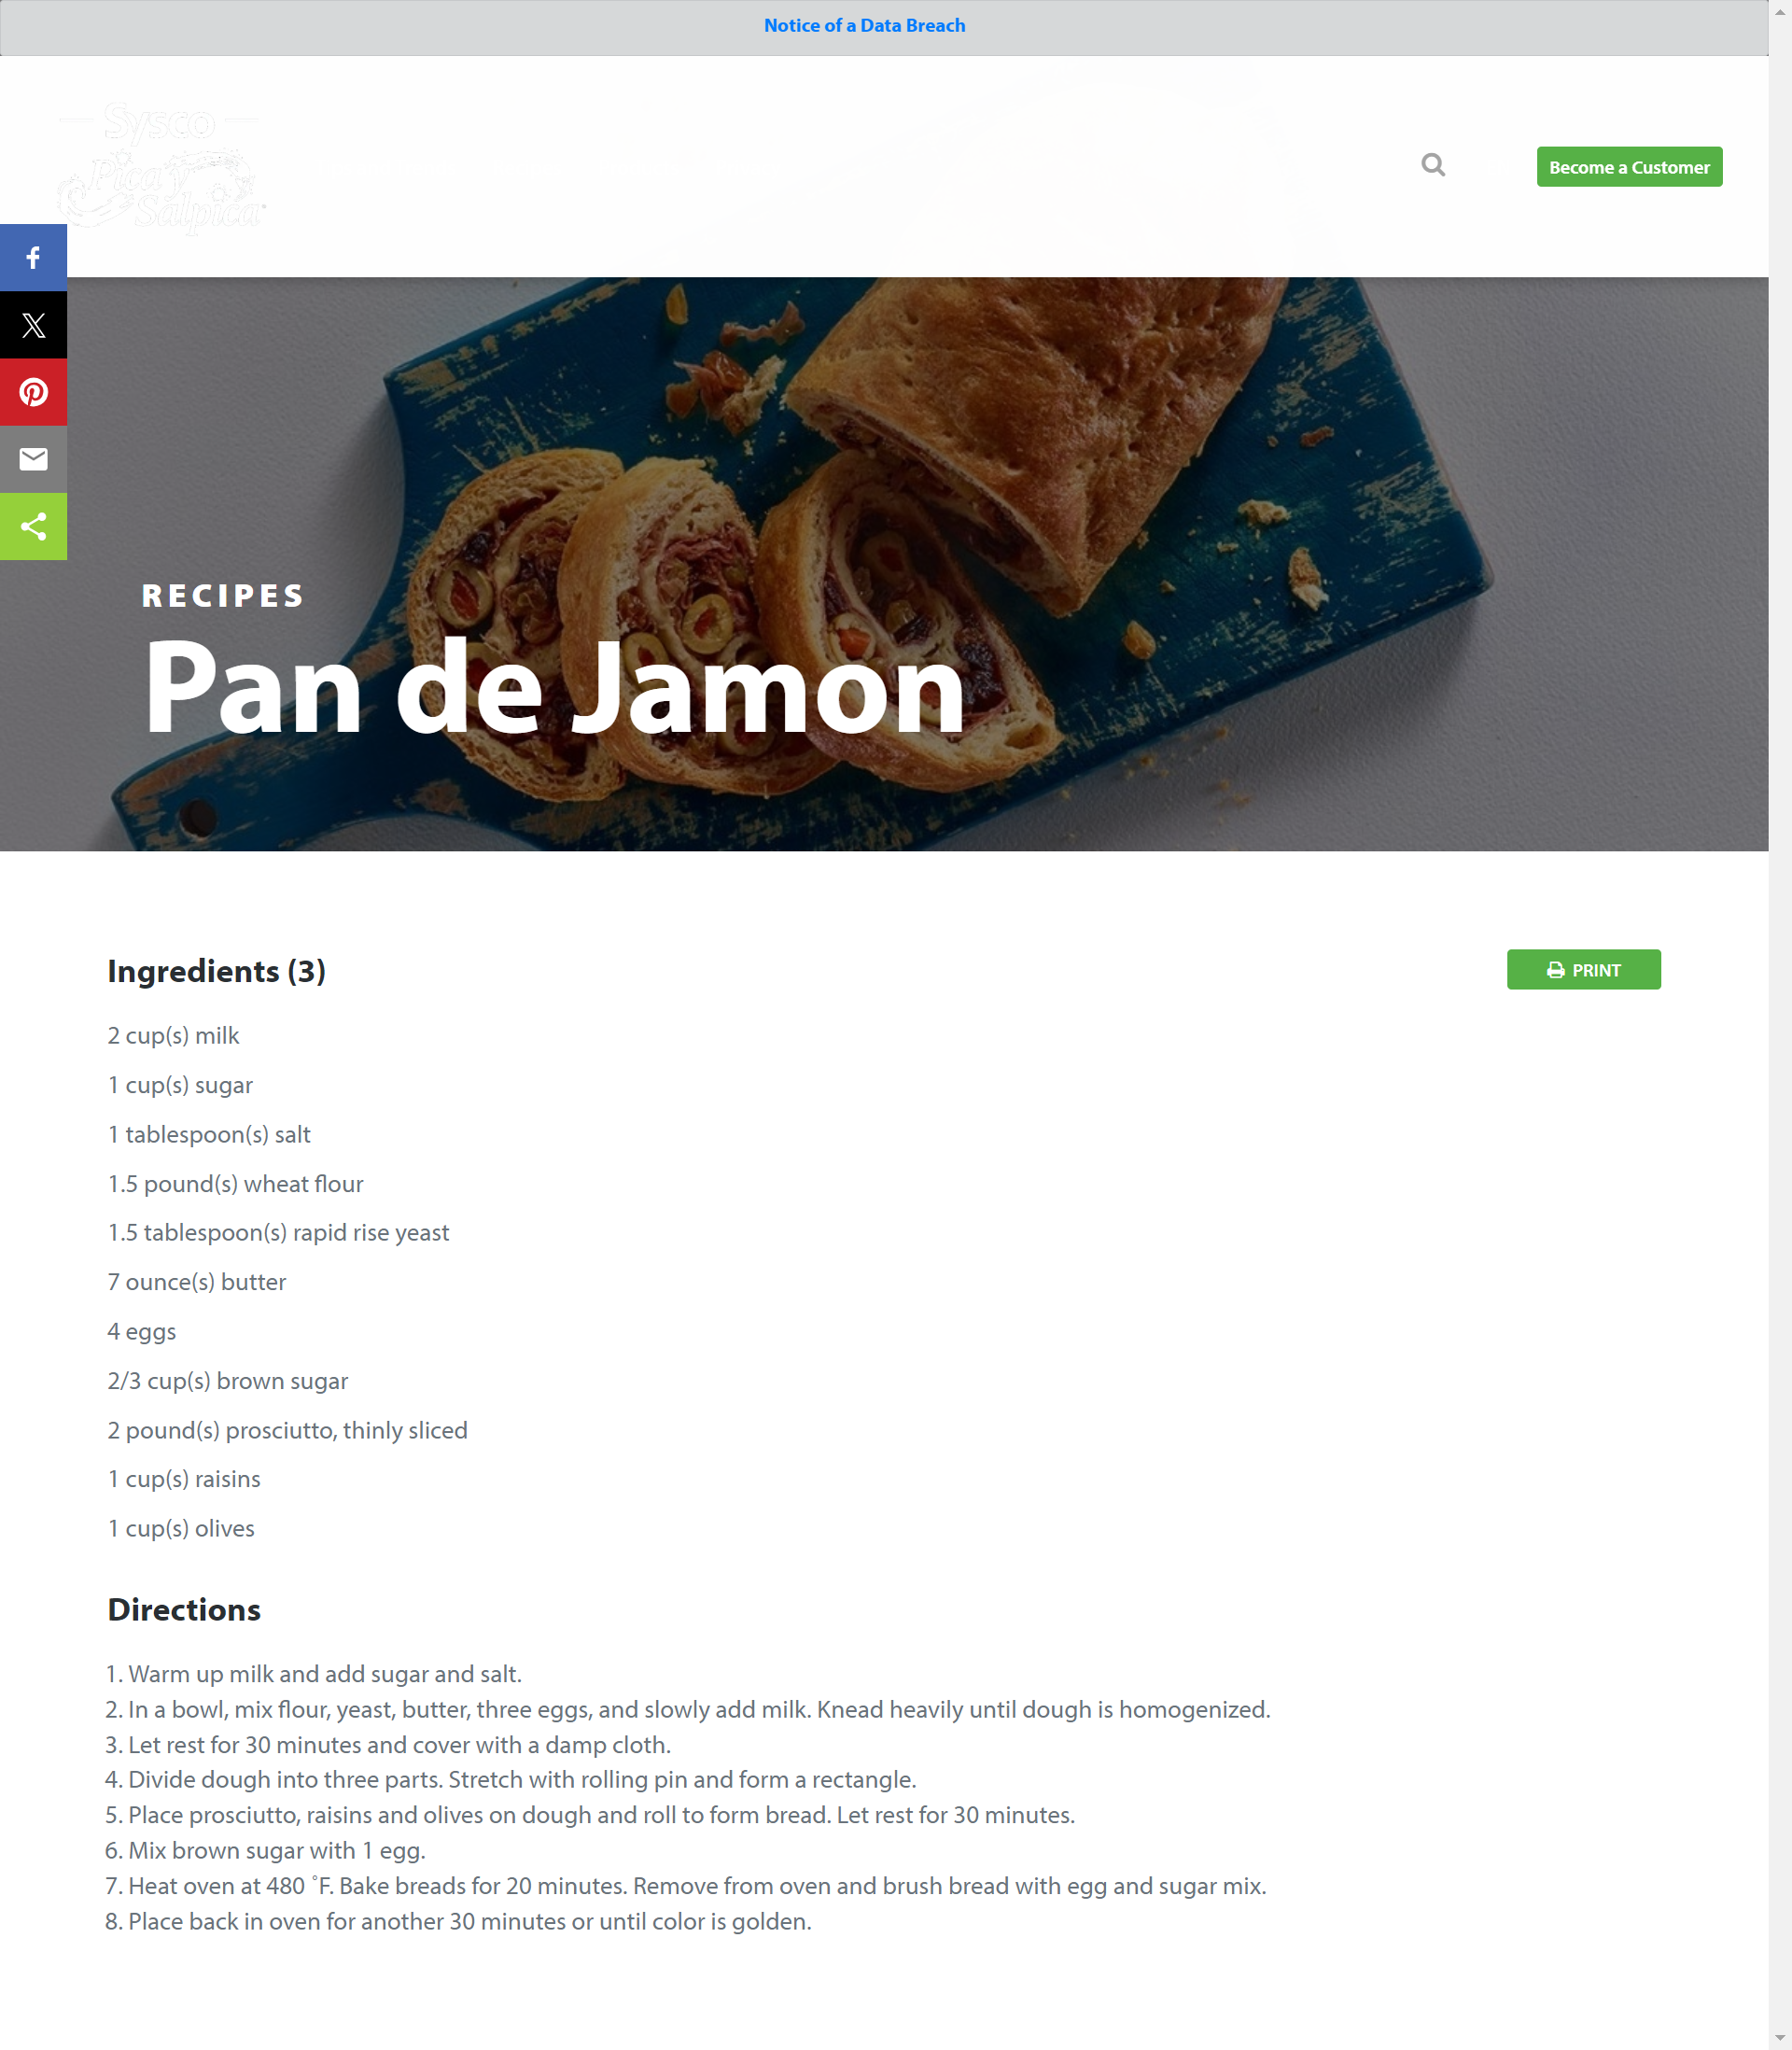 Notice of a Data Breach
Sysco
Pica y
Salpica
Become a Customer
RECIPES
Pan de Jamon
Ingredients (3)
PRINT
2 cup(s) milk
1 cup(s) sugar
1 tablespoon(s) salt
1.5 pound(s) wheat flour
1.5 tablespoon(s) rapid rise yeast
7 ounce(s) butter
4 eggs
2/3 cup(s) brown sugar
2 pound(s) prosciutto, thinly sliced
1 cup(s) raisins
1 cup(s) olives
Directions
1. Warm up milk and add sugar and salt.
2. In a bowl, mix flour, yeast, butter, three eggs, and slowly add milk. Knead heavily until dough is homogenized.
3. Let rest for 30 minutes and cover with a damp cloth.
4. Divide dough into three parts. Stretch with rolling pin and form a rectangle.
5. Place prosciutto, raisins and olives on dough and roll to form bread. Let rest for 30 minutes.
6. Mix brown sugar with 1 egg.
7. Heat oven at 480 °F. Bake breads for 20 minutes. Remove from oven and brush bread with egg and sugar mix.
8. Place back in oven for another 30 minutes or until color is golden.